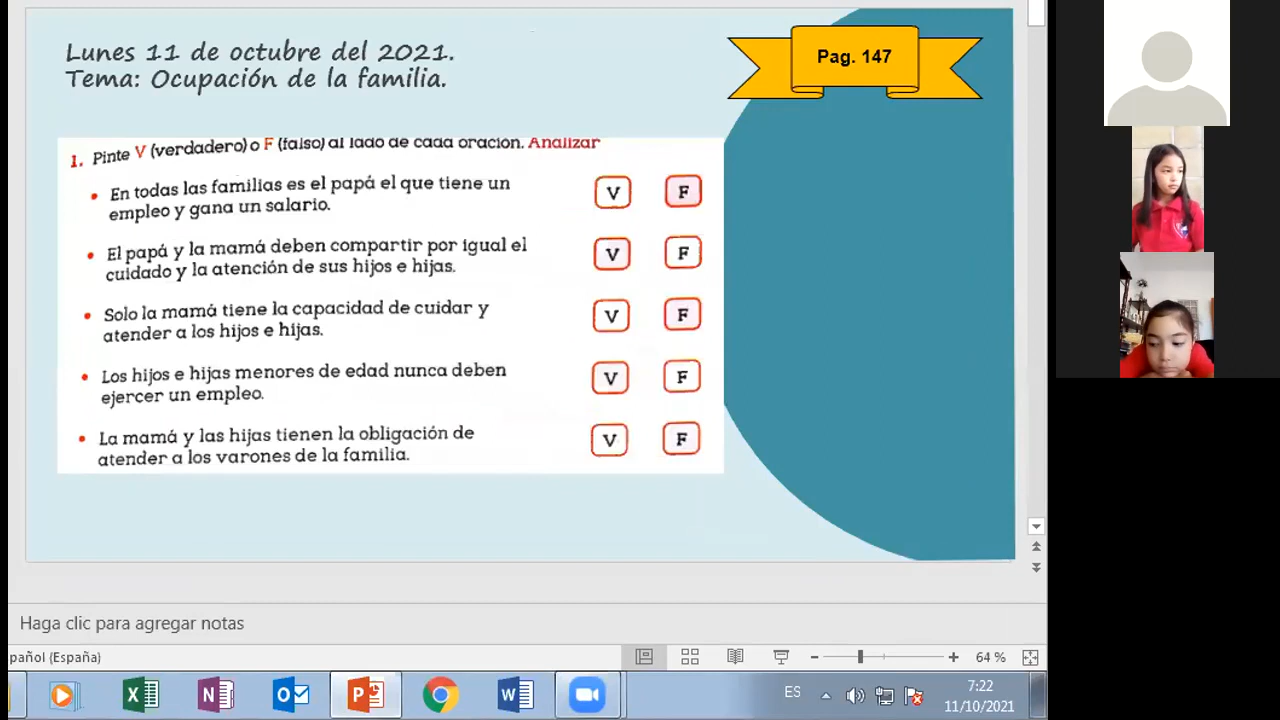 Lunes 11 de octubre del 2021.
Tema: Ocupación de la familia.
Pag. 147
1. Pinte V (verdadero) o F (falso) al lado de cada oración. Analizar
• En todas las familias es el papá el que tiene un
empleo y gana un salario.
V F
• El papá y la mamá deben compartir por igual el
cuidado y la atención de sus hijos e hijas.
V F
• Solo la mamá tiene la capacidad de cuidar y
atender a los hijos e hijas.
V F
• Los hijos e hijas menores de edad nunca deben
ejercer un empleo.
V F
• La mamá y las hijas tienen la obligación de
atender a los varones de la familia.
V F
Haga clic para agregar notas
pañol (España)
64 %
ES
7:22
11/10/2021